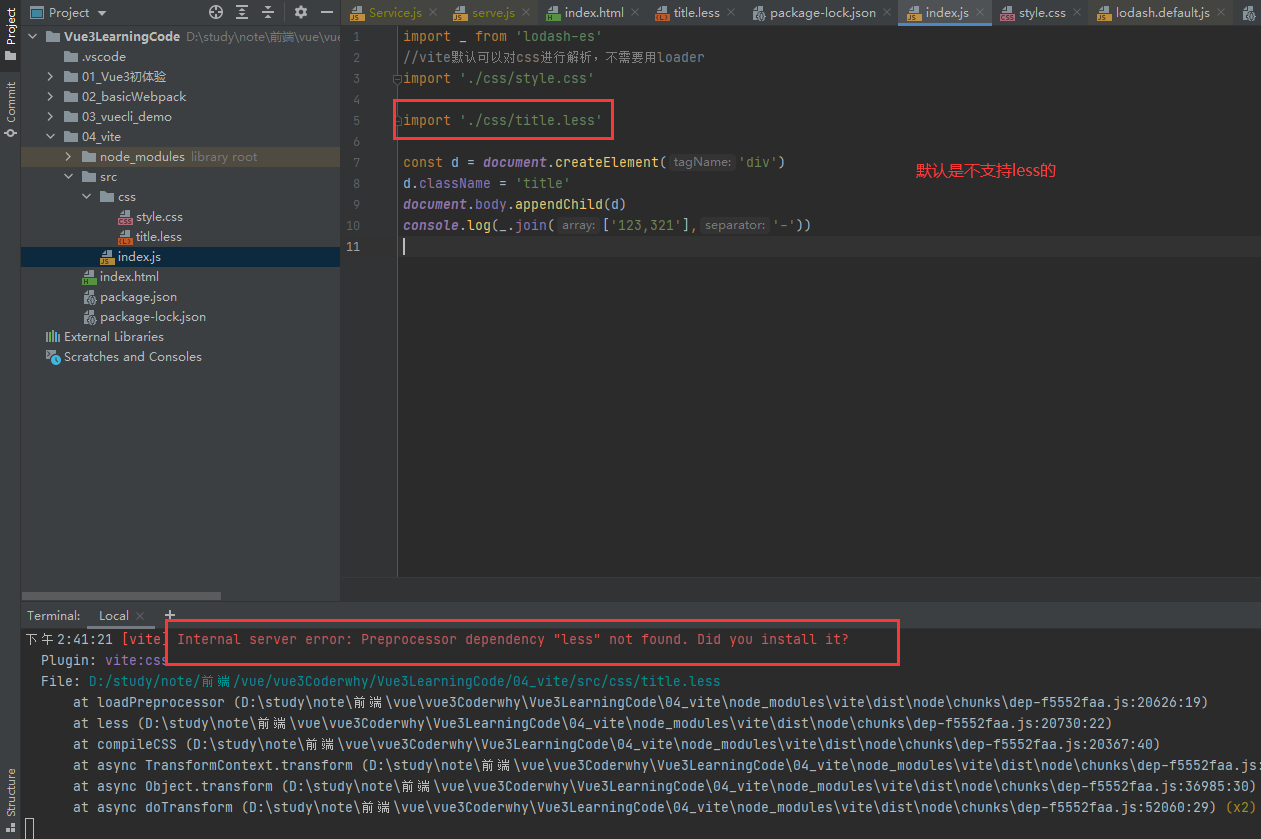 Project
Service.js
serve.js
index.html
title.less
package-lock.json
index.js
style.css
lodash.default.js
Project
Commit
Structure
Vue3LearningCode D:\study\note\前端\vue\vue
.vscode
01_Vue3初体验
02_basicWebpack
03_vuecli_demo
04_vite
node_modules library root
src
css
style.css
title.less
index.js
index.html
package.json
package-lock.json
External Libraries
Scratches and Consoles
1 import _ from 'lodash-es'
2 //vite默认可以对css进行解析，不需要用loader
3 import './css/style.css'
4
5 import './css/title.less'
6
7 const d = document.createElement( tagName: 'div')
8 d.className = 'title'
9 document.body.appendChild(d)
10 console.log(_.join( array: ['123,321'], separator: '-'))
11
默认是不支持less的
Terminal: Local
下午2:41:21 [vite] Internal server error: Preprocessor dependency "less" not found. Did you install it?
Plugin: vite:css
File: D:/study/note/前端/vue/vue3Coderwhy/Vue3LearningCode/04_vite/src/css/title.less
at loadPreprocessor (D:\study\note\前端\vue\vue3Coderwhy\Vue3LearningCode\04_vite\node_modules\vite\dist\node\chunks\dep-f5552faa.js:20626:19)
at less (D:\study\note\前端\vue\vue3Coderwhy\Vue3LearningCode\04_vite\node_modules\vite\dist\node\chunks\dep-f5552faa.js:20730:22)
at compileCSS (D:\study\note\前端\vue\vue3Coderwhy\Vue3LearningCode\04_vite\node_modules\vite\dist\node\chunks\dep-f5552faa.js:20367:40)
at async TransformContext.transform (D:\study\note\前端\vue\vue3Coderwhy\Vue3LearningCode\04_vite\node_modules\vite\dist\node\chunks\dep-f5552faa.js:
at async Object.transform (D:\study\note\前端\vue\vue3Coderwhy\Vue3LearningCode\04_vite\node_modules\vite\dist\node\chunks\dep-f5552faa.js:36985:30)
at async doTransform (D:\study\note\前端\vue\vue3Coderwhy\Vue3LearningCode\04_vite\node_modules\vite\dist\node\chunks\dep-f5552faa.js:52060:29) (x2)